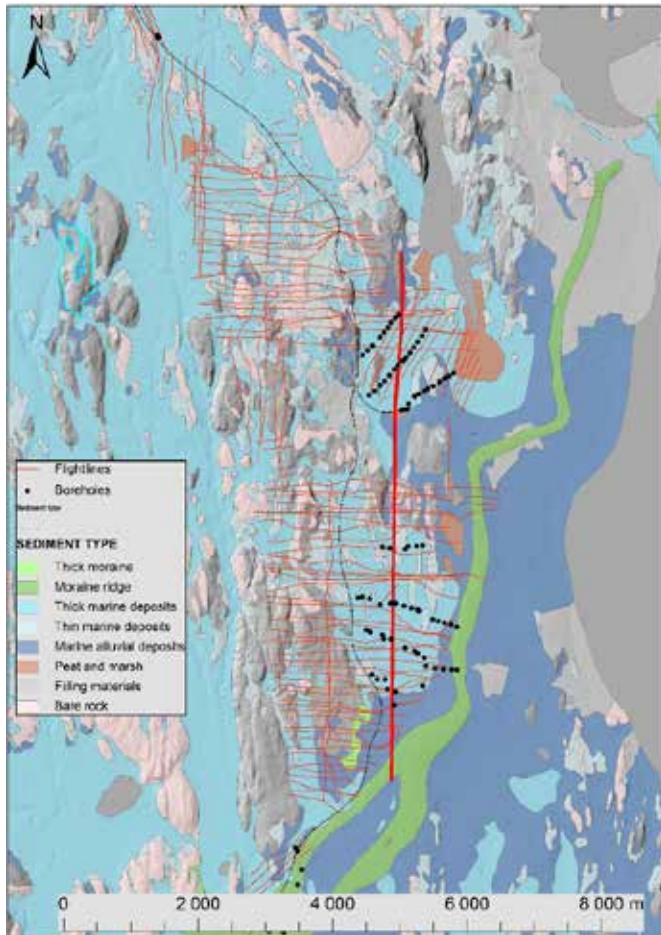 N
Flightlines
Boreholes
SEDIMENT TYPE
Thick moraine
Moraine ridge
Thick marine deposits
Thin marine deposits
Marine alluvial deposits
Peat and marsh
Filling materials
Bare rock
0 2 000 4 000 6 000 8 000 m